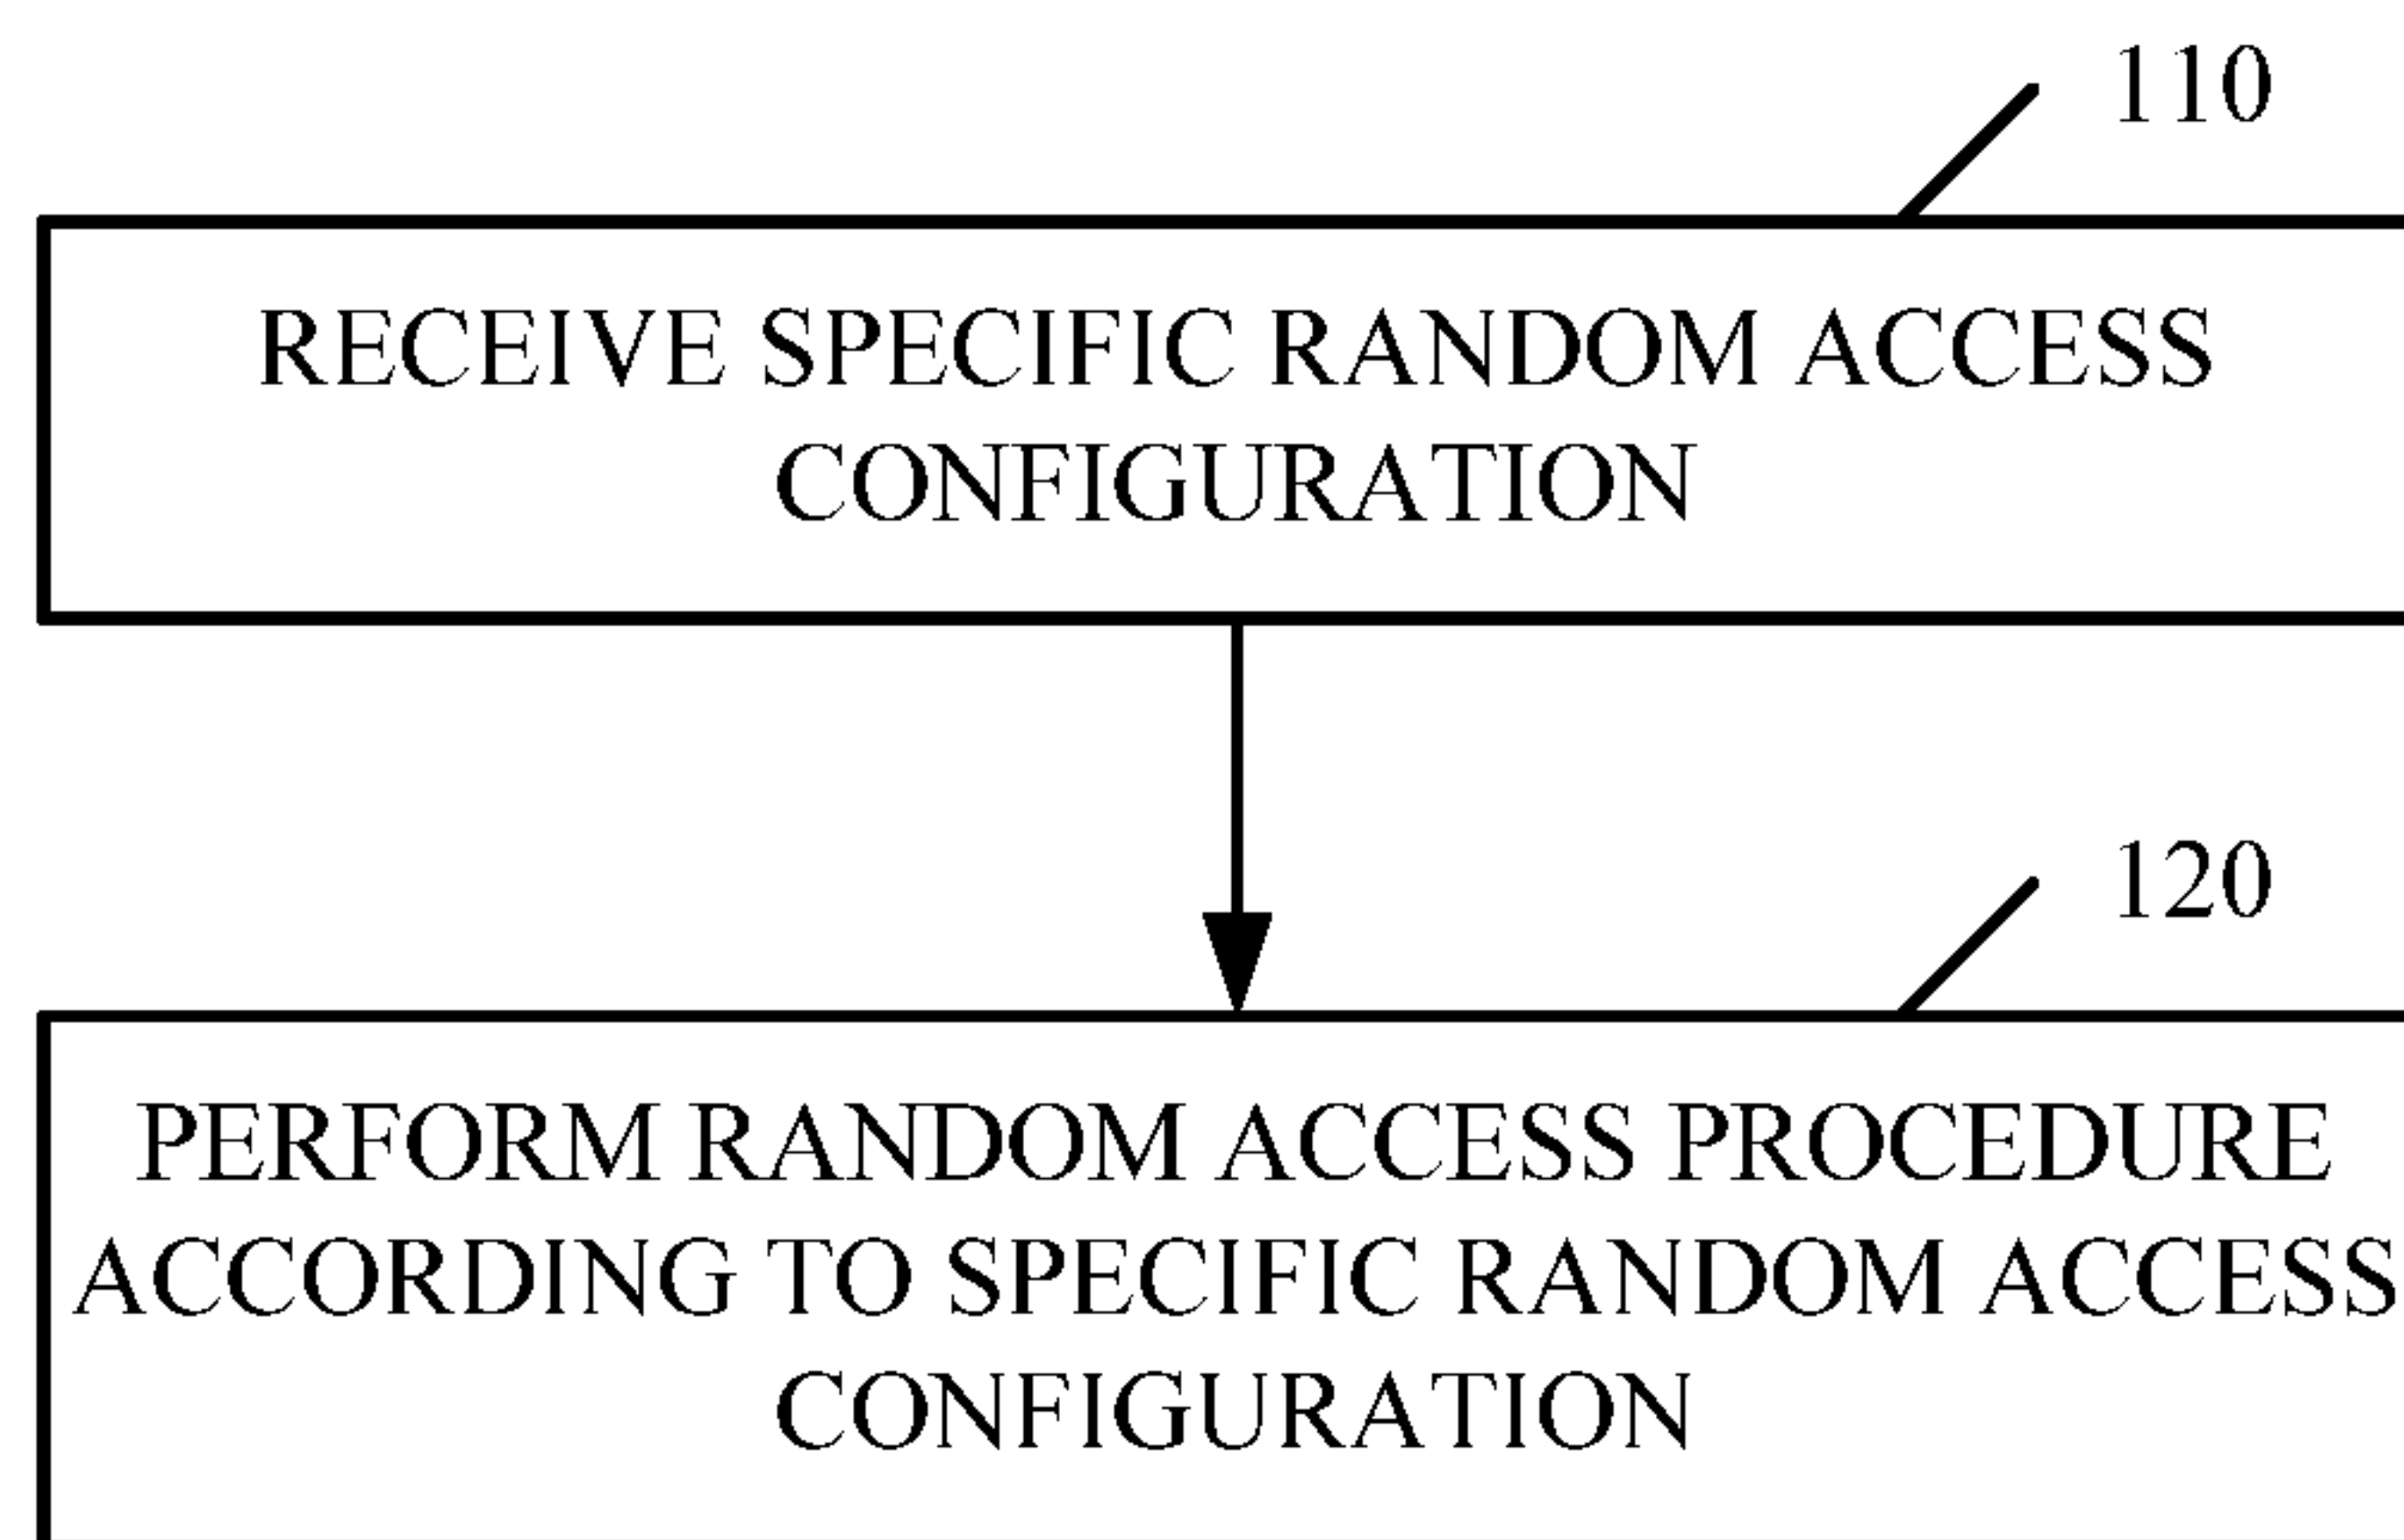 110
RECEIVE SPECIFIC RANDOM ACCESS
CONFIGURATION
120
PERFORM RANDOM ACCESS PROCEDURE
ACCORDING TO SPECIFIC RANDOM ACCESS
CONFIGURATION